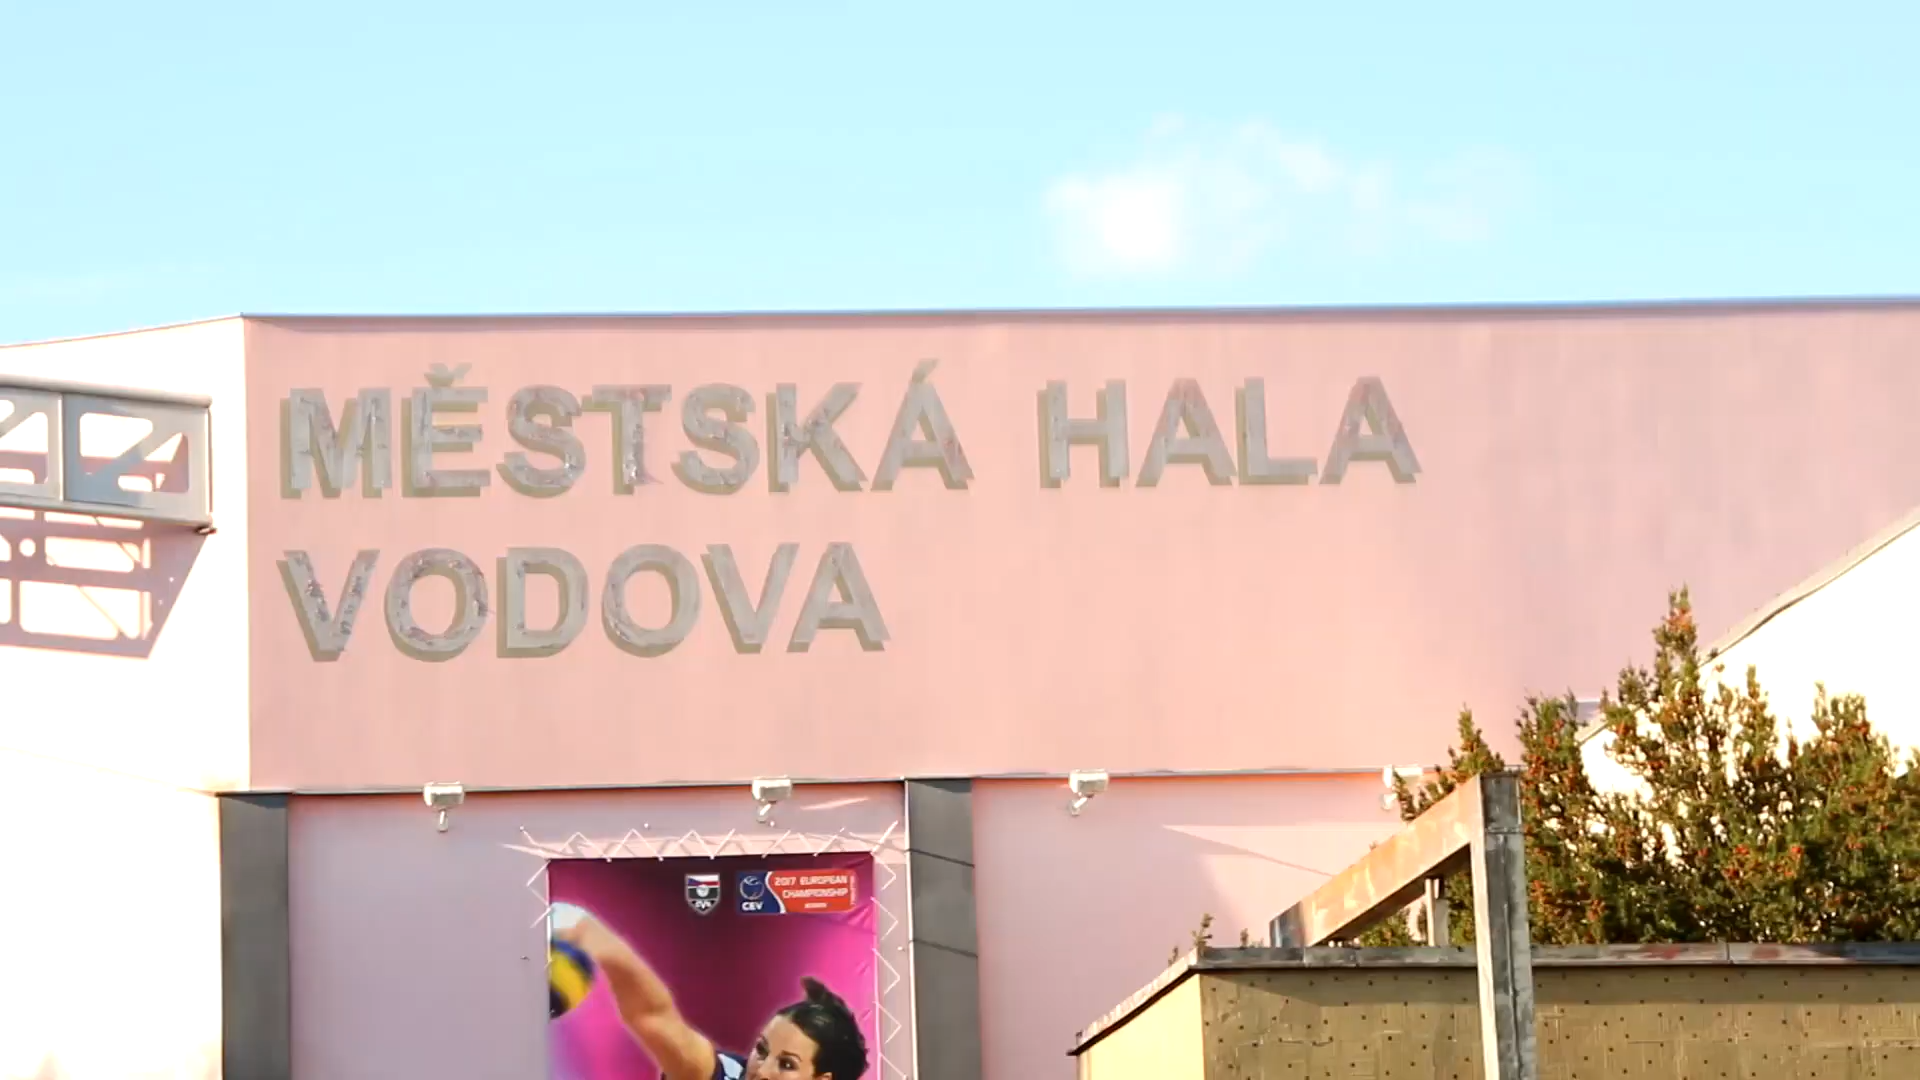 MĚSTSKÁ HALA
VODOVA
2017 EUROPEAN
CHAMPIONSHIP
CEV